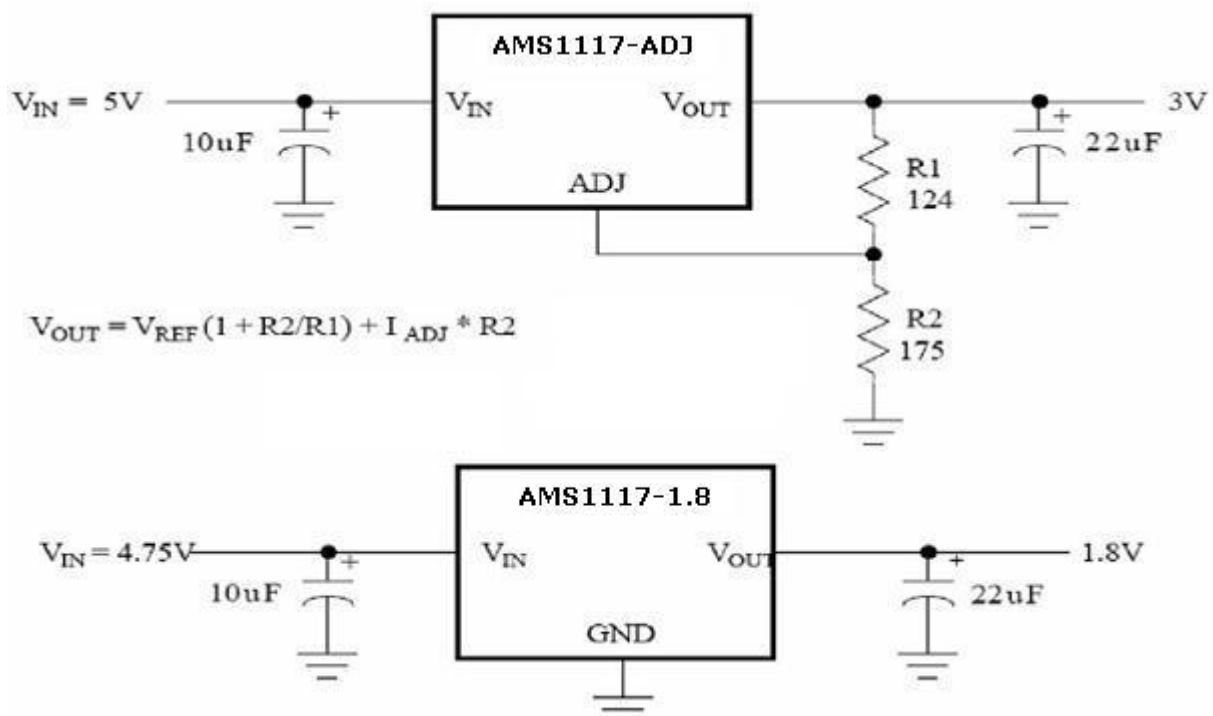 AMS1117-ADJ
VIN = 5V
VIN
VOUT
3V
10uF
+
ADJ
R1
124
+
22uF
VOUT = VREF (1 + R2/R1) + I ADJ * R2
R2
175
AMS1117-1.8
VIN = 4.75V
VIN
VOUT
1.8V
10uF
+
GND
+
22uF